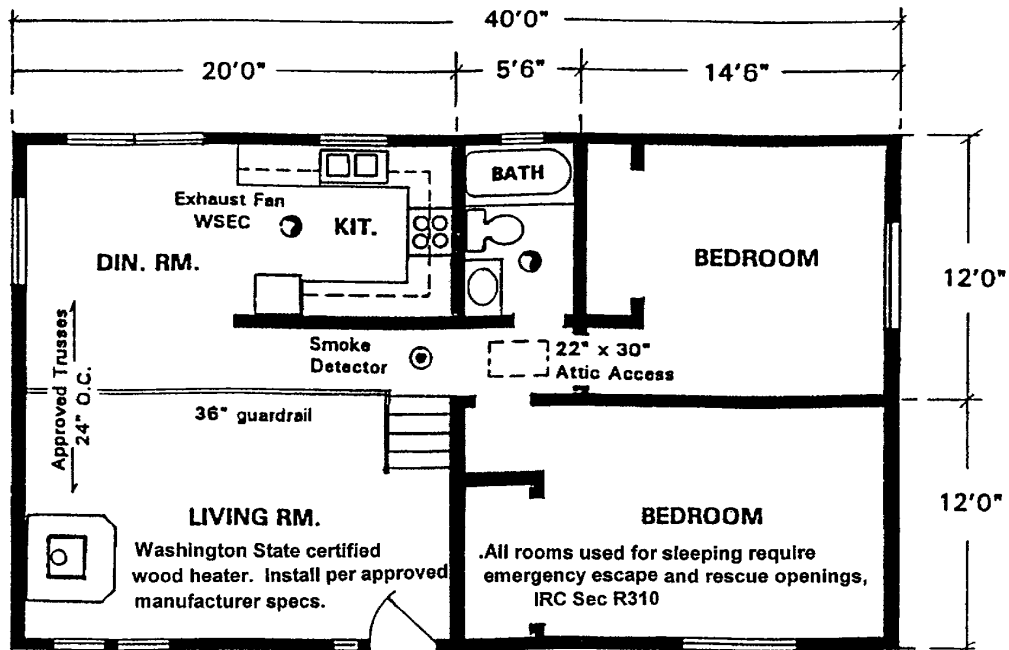 40'0"
20'0"
5'6"
14'6"
BATH
Exhaust Fan
WSEC
KIT.
DIN. RM.
BEDROOM
12'0"
Smoke
Detector
22" x 30"
Attic Access
Approved Trusses
24" O.C.
36" guardrail
12'0"
LIVING RM.
Washington State certified
wood heater. Install per approved
manufacturer specs.
BEDROOM
.All rooms used for sleeping require
emergency escape and rescue openings,
IRC Sec R310